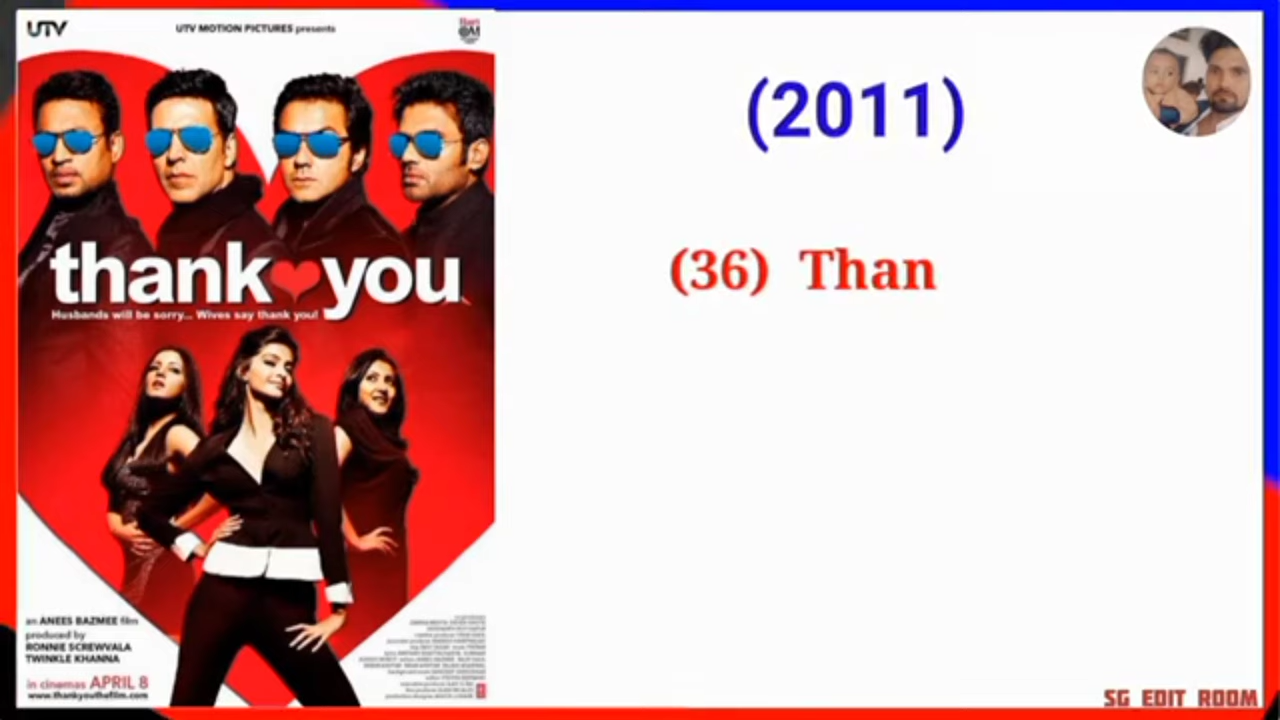 UTV
UTV MOTION PICTURES presents
thank you
Husbands will be sorry... Wives say thank you!
an ANEES BAZMEE film
produced by
RONNIE SCREWVALA
TWINKLE KHANNA
in cinemas APRIL 8
www.thankyouthefilm.com
(2011)
(36) Than
SG EDIT ROOM